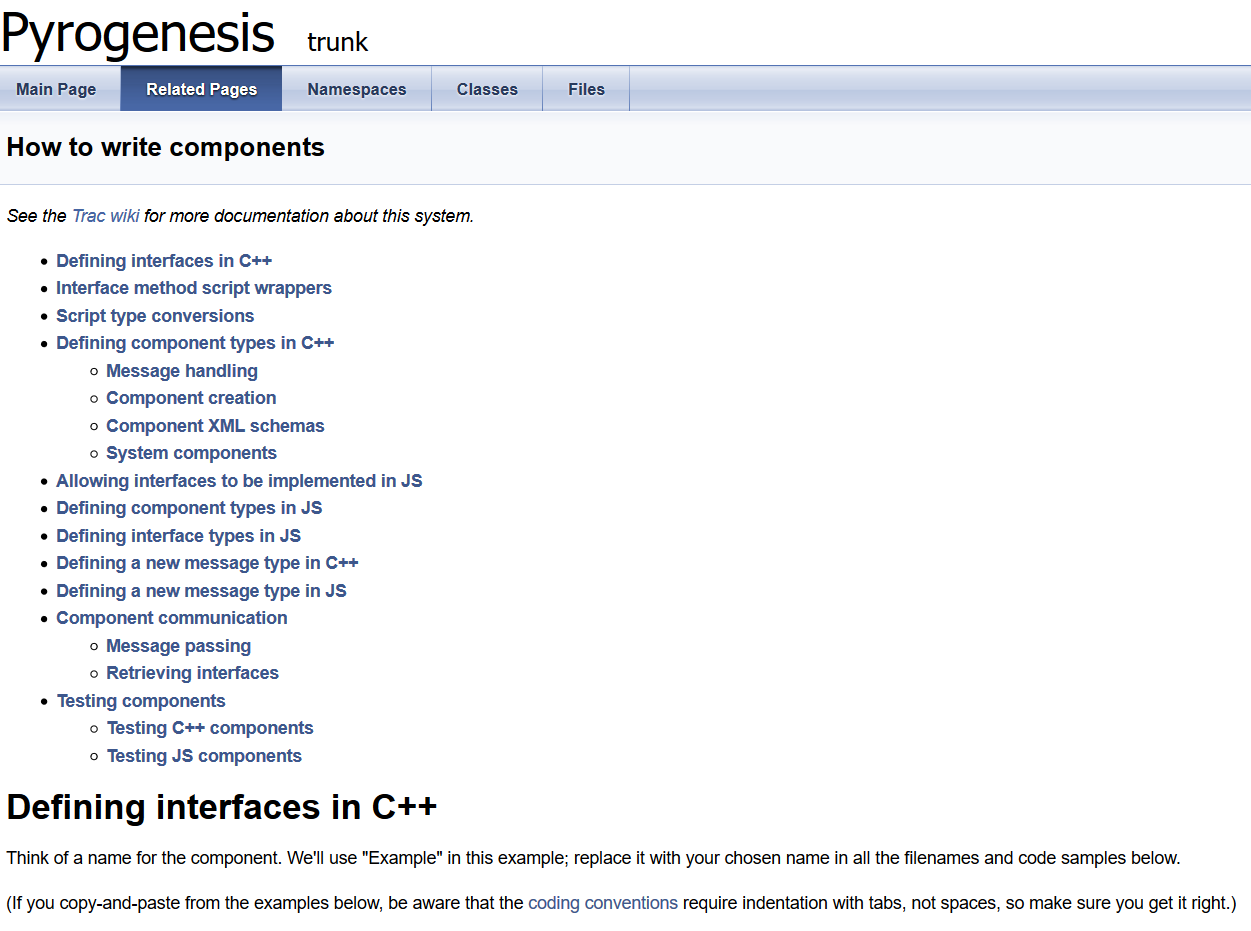 Pyrogenesis trunk
Main Page Related Pages Namespaces Classes Files
How to write components
See the Trac wiki for more documentation about this system.
Defining interfaces in C++
Interface method script wrappers
Script type conversions
Defining component types in C++
Message handling
Component creation
Component XML schemas
System components
Allowing interfaces to be implemented in JS
Defining component types in JS
Defining interface types in JS
Defining a new message type in C++
Defining a new message type in JS
Component communication
Message passing
Retrieving interfaces
Testing components
Testing C++ components
Testing JS components
Defining interfaces in C++
Think of a name for the component. We'll use "Example" in this example; replace it with your chosen name in all the filenames and code samples below.
(If you copy-and-paste from the examples below, be aware that the coding conventions require indentation with tabs, not spaces, so make sure you get it right.)